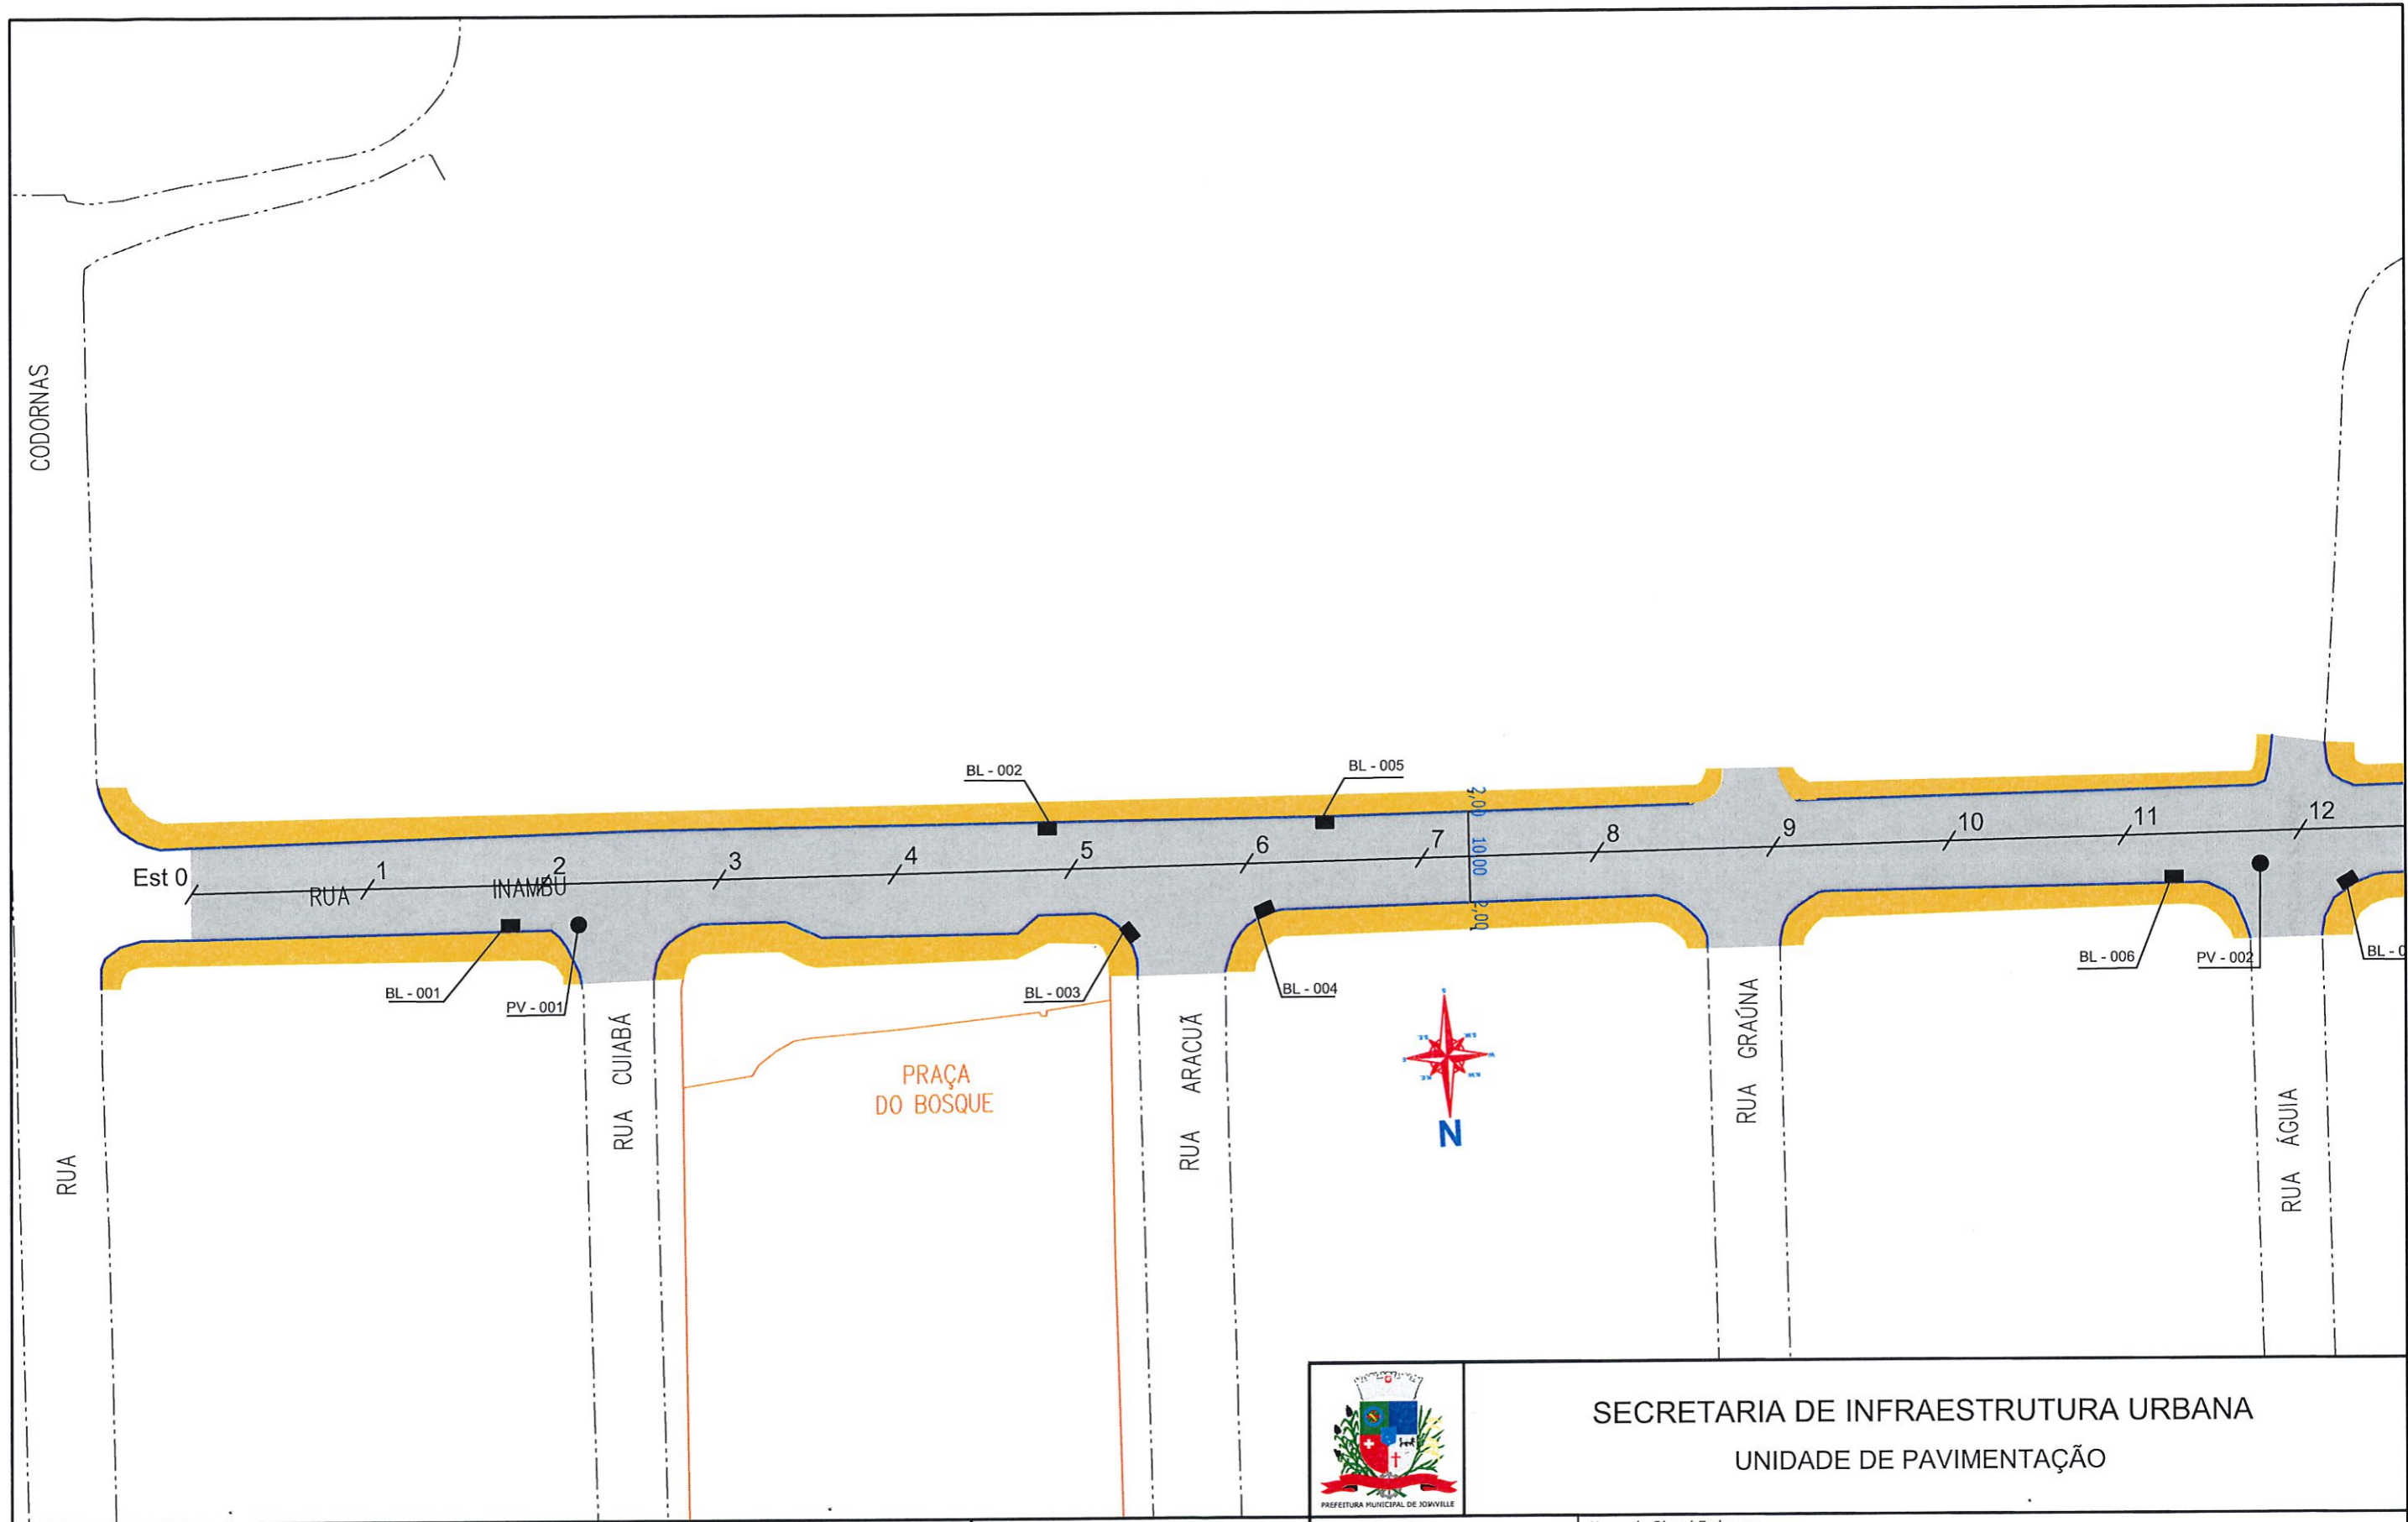 CODORNAS
BL - 002
BL - 005
2,00
10,00
2,00
Est 0
1
2
3
4
5
6
7
8
9
10
11
12
RUA INAMBÚ
BL - 001
PV - 001
BL - 003
BL - 004
BL - 006
PV - 002
RUA
RUA CUIABÁ
PRAÇA
DO BOSQUE
RUA ARACUÃ
N
RUA GRAÚNA
RUA ÁGUIA
PREFEITURA MUNICIPAL DE JOINVILLE
SECRETARIA DE INFRAESTRUTURA URBANA
UNIDADE DE PAVIMENTAÇÃO